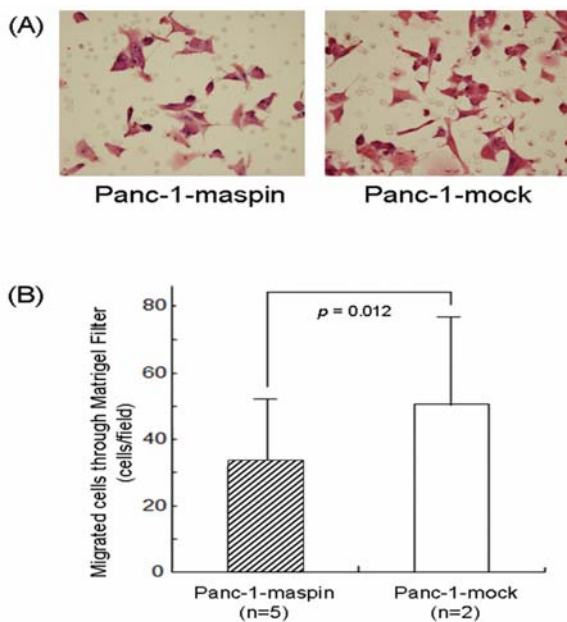 (A)
Panc-1-maspin Panc-1-mock
(B)
Migrated cells through Matrigel Filter
(cells/field)
80
60
40
20
0
p = 0.012
Panc-1-maspin Panc-1-mock
(n=5) (n=2)